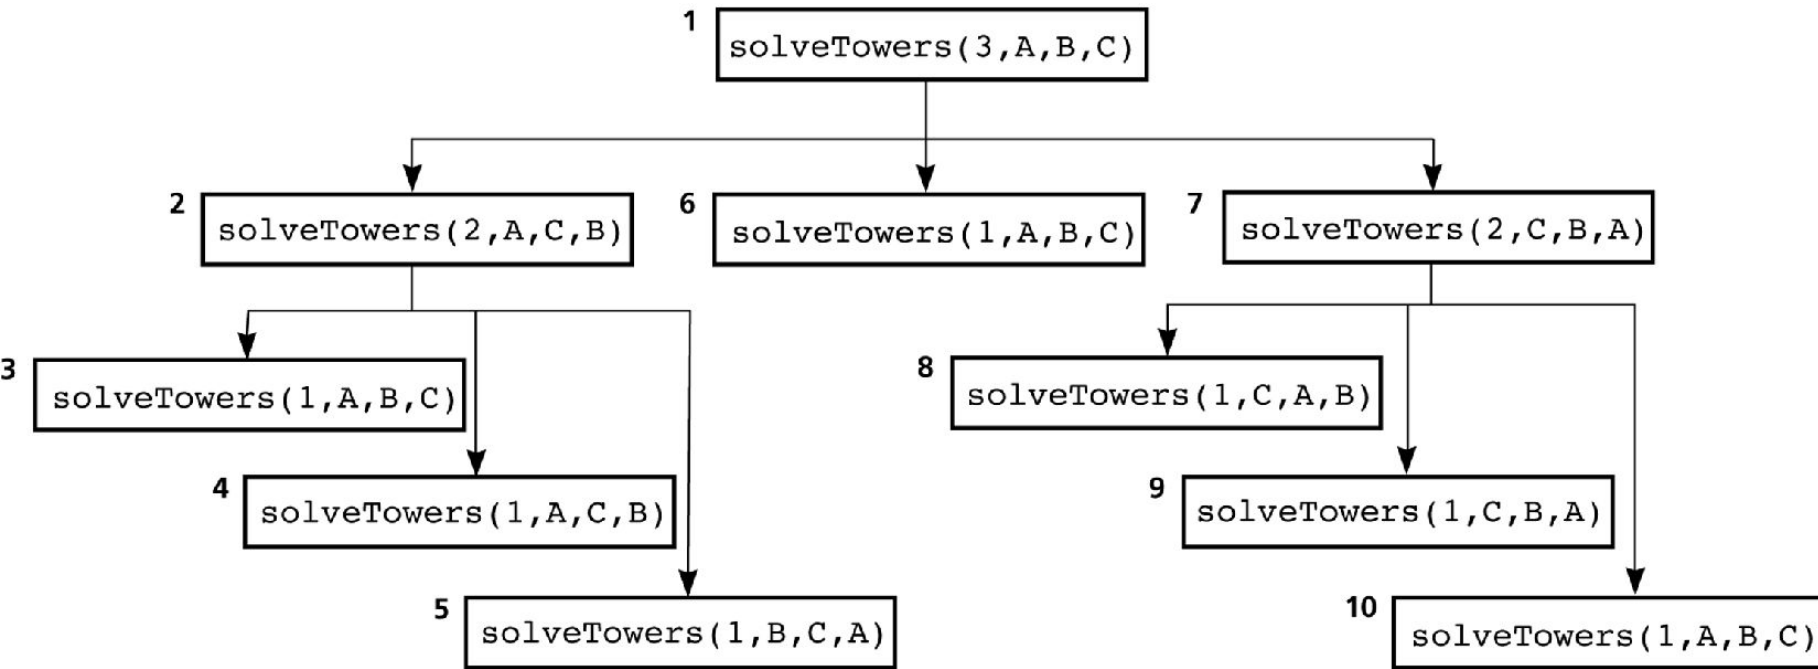 1
solveTowers(3,A,B,C)
2
solveTowers(2,A,C,B)
6
solveTowers(1,A,B,C)
7
solveTowers(2,C,B,A)
3
solveTowers(1,A,B,C)
8
solveTowers(1,C,A,B)
4
solveTowers(1,A,C,B)
9
solveTowers(1,C,B,A)
5
solveTowers(1,B,C,A)
10
solveTowers(1,A,B,C)